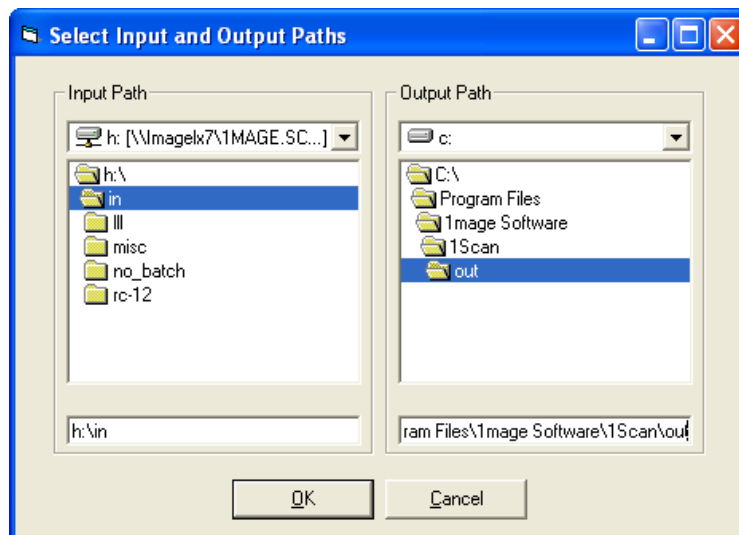 Select Input and Output Paths
Input Path
h: [\\Imagelx7\1MAGE.SC...]
h:\
in
lll
misc
no_batch
rc-12
h:\in
Output Path
c:
C:\
Program Files
1mage Software
1Scan
out
ram Files\1mage Software\1Scan\out
OK
Cancel